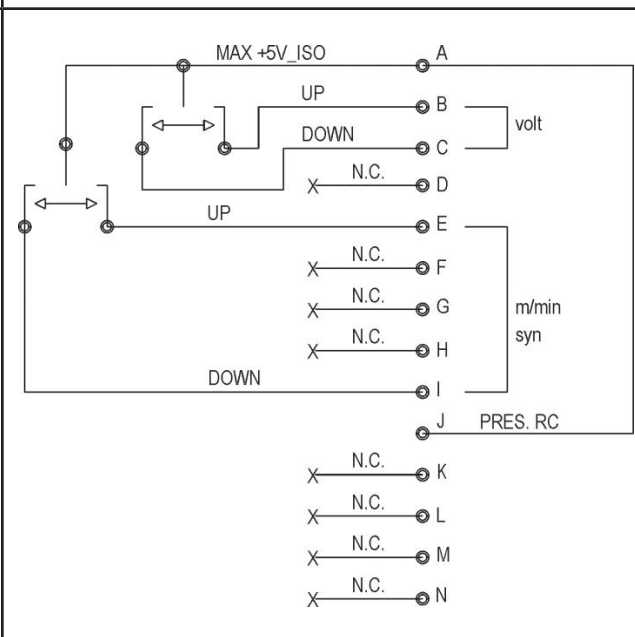 MAX +5V_ISO A
UP B
volt
DOWN C
N.C. D
X
UP E
N.C. F
X
N.C. G
X
m/min
syn
N.C. H
X
DOWN I
J PRES. RC
N.C. K
X
N.C. L
X
N.C. M
X
N.C. N
X